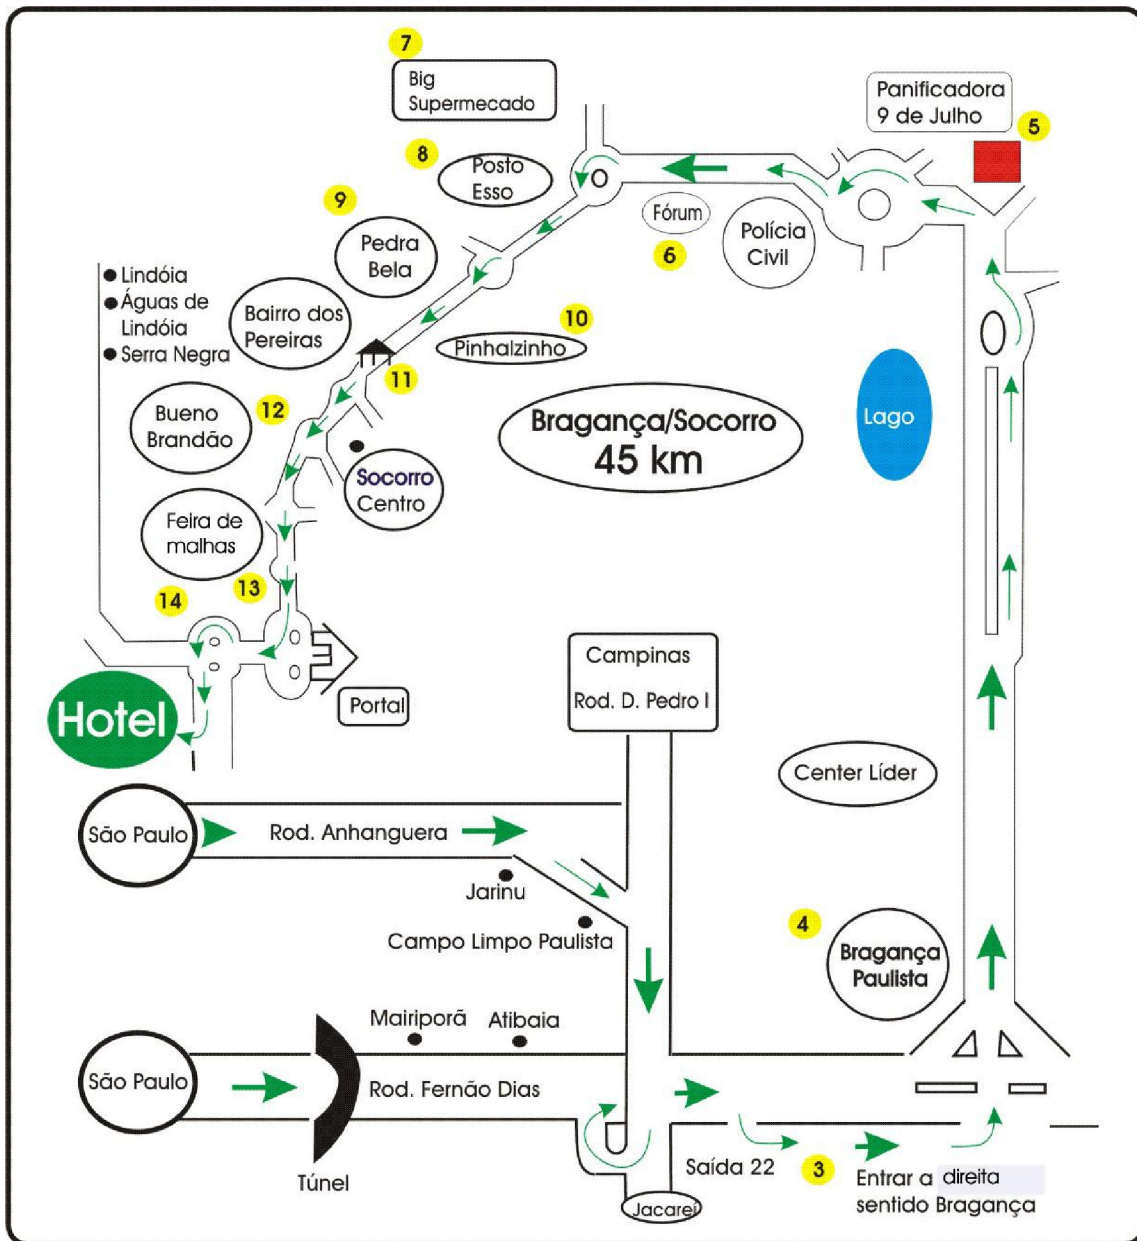 7
Big
Supermecado
Panificadora
9 de Julho
5
8
Posto
Esso
9
Pedra
Bela
Fórum
6
Polícia
Civil
Lindóia
Águas de
Lindóia
Serra Negra
Bairro dos
Pereiras
10
Pinhalzinho
11
12
Bueno
Brandão
Bragança/Socorro
45 km
Lago
Socorro
Centro
Feira de
malhas
13
14
Hotel
Portal
Campinas
Rod. D. Pedro I
Center Líder
São Paulo
Rod. Anhanguera
Jarinu
Campo Limpo Paulista
4
Bragança
Paulista
Mairiporã
Atibaia
São Paulo
Rod. Fernão Dias
Túnel
Saída 22
3
Entrar a direita
sentido Bragança
Jacareí